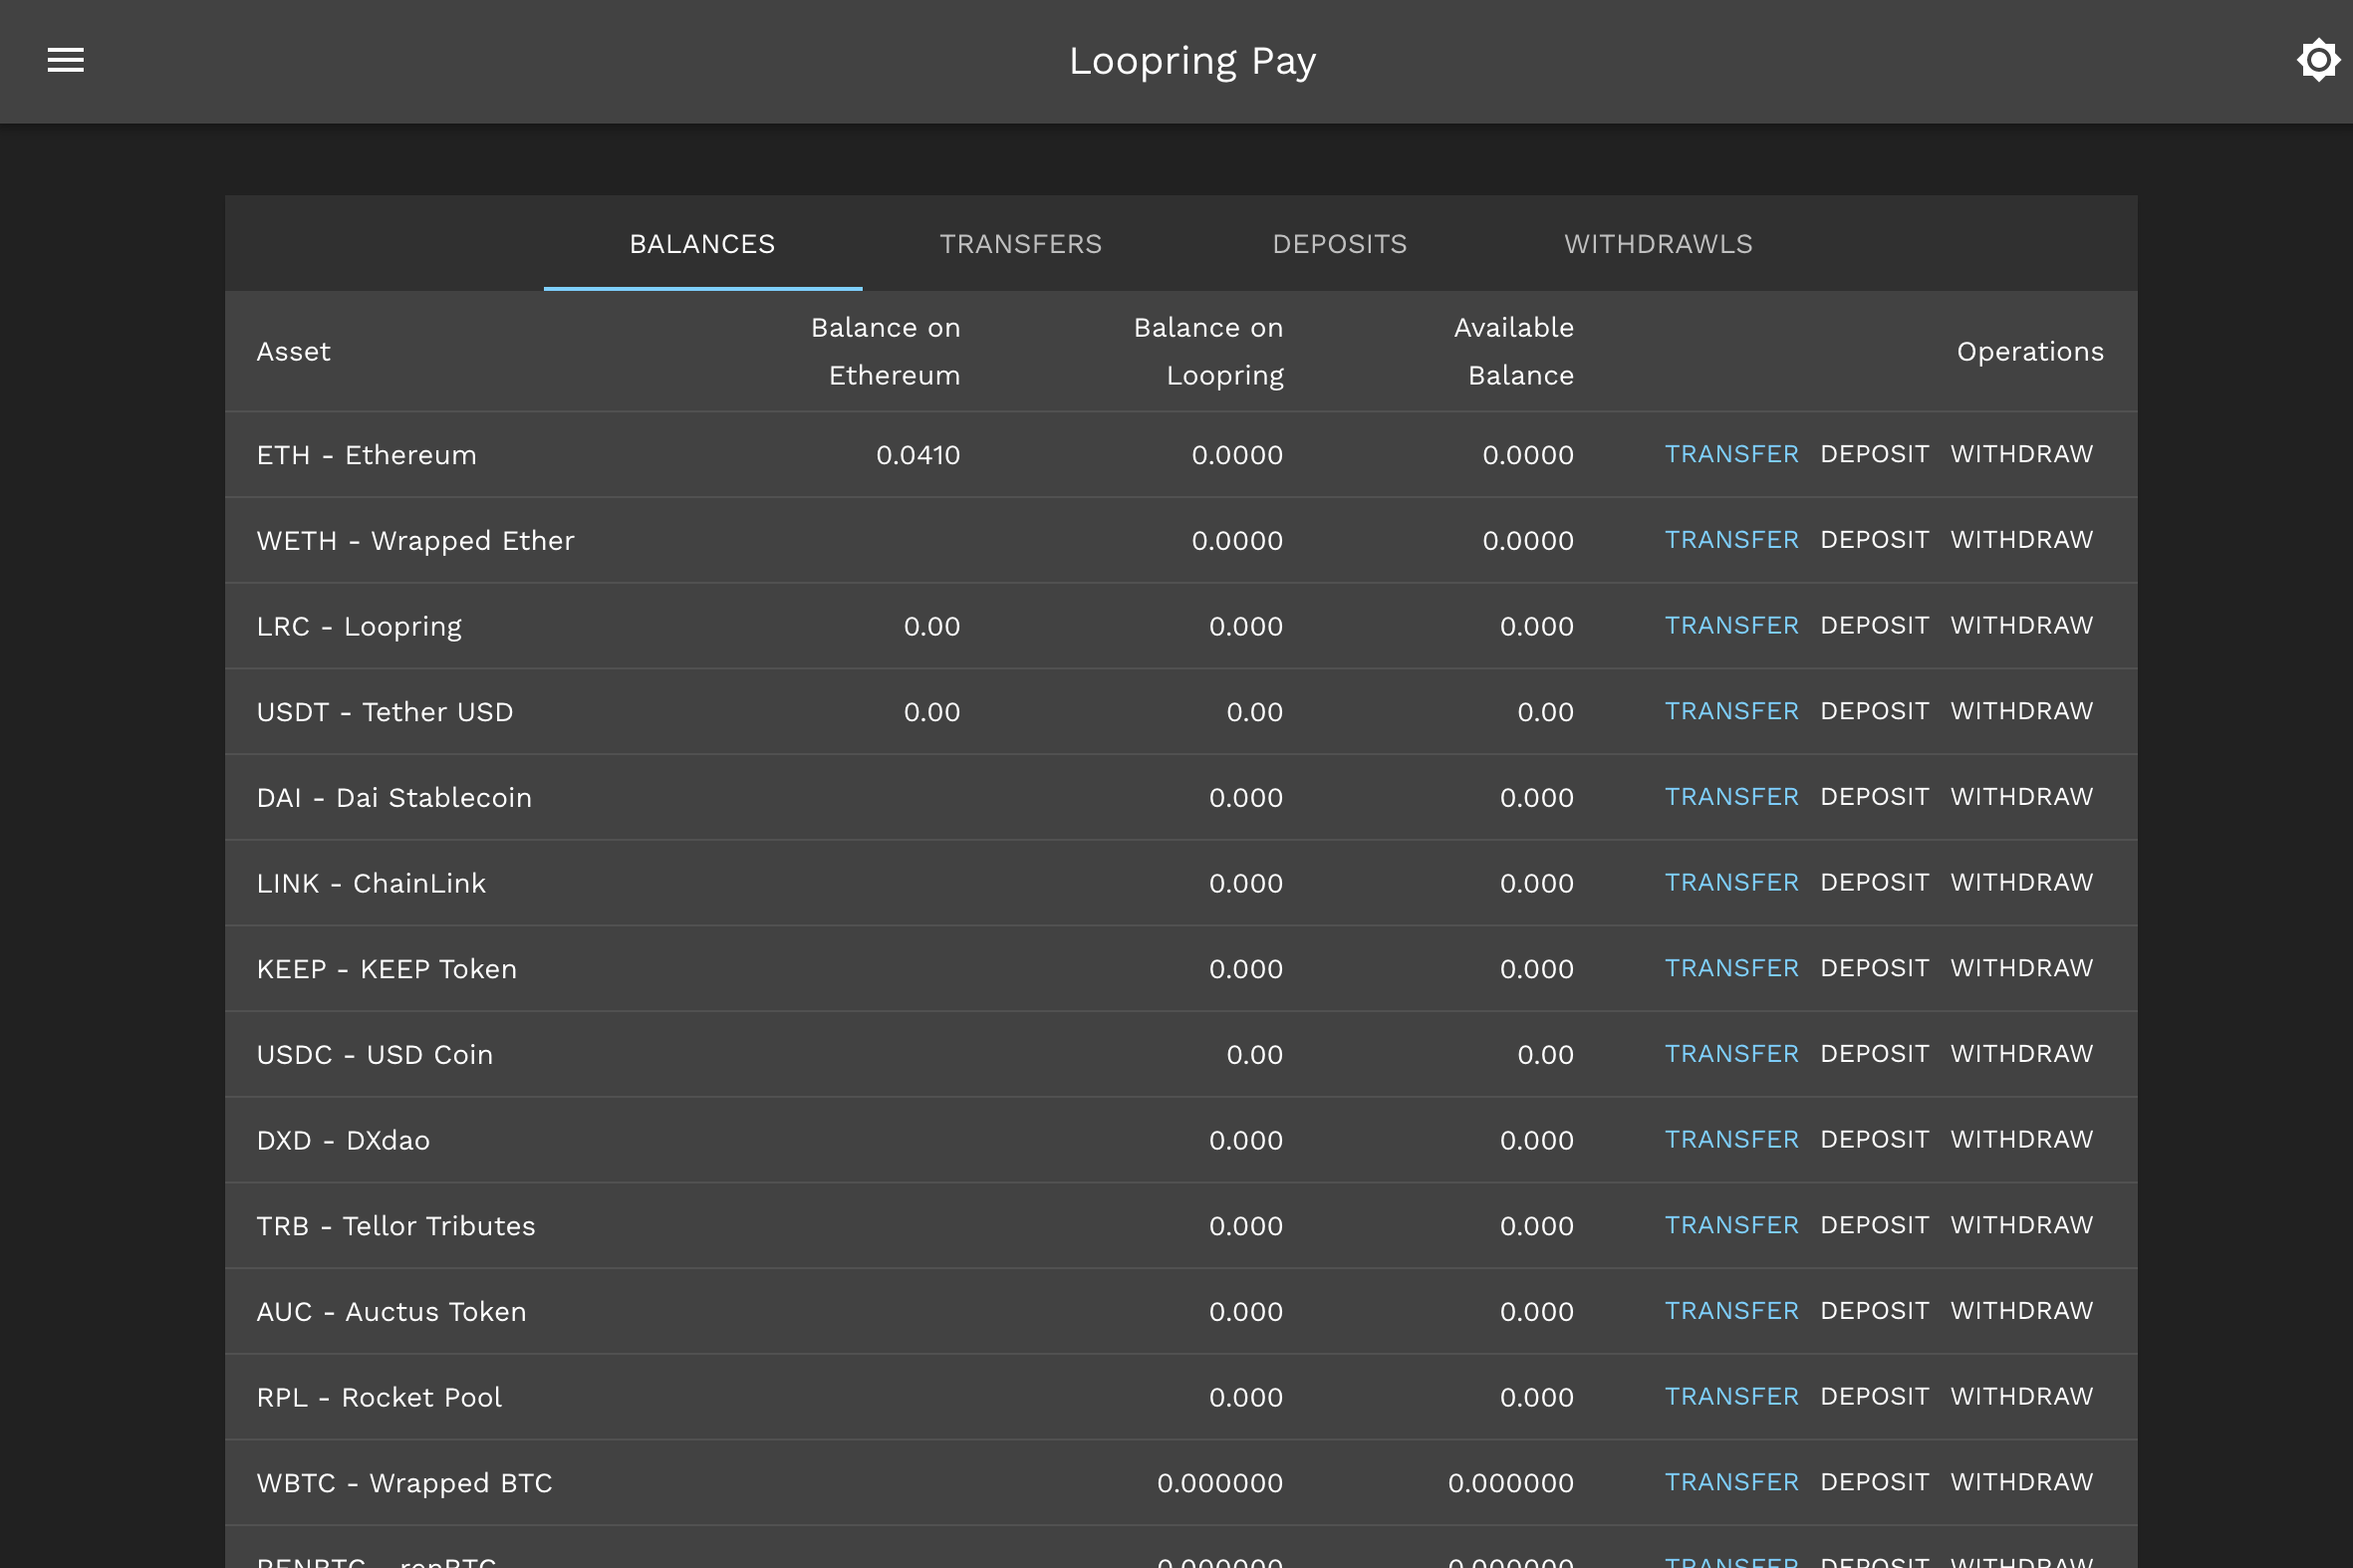 Loopring Pay
BALANCES TRANSFERS DEPOSITS WITHDRAWLS
Asset Balance on Ethereum Balance on Loopring Available Balance Operations
ETH - Ethereum 0.0410 0.0000 0.0000 TRANSFER DEPOSIT WITHDRAW
WETH - Wrapped Ether 0.0000 0.0000 TRANSFER DEPOSIT WITHDRAW
LRC - Loopring 0.00 0.000 0.000 TRANSFER DEPOSIT WITHDRAW
USDT - Tether USD 0.00 0.00 0.00 TRANSFER DEPOSIT WITHDRAW
DAI - Dai Stablecoin 0.000 0.000 TRANSFER DEPOSIT WITHDRAW
LINK - ChainLink 0.000 0.000 TRANSFER DEPOSIT WITHDRAW
KEEP - KEEP Token 0.000 0.000 TRANSFER DEPOSIT WITHDRAW
USDC - USD Coin 0.00 0.00 TRANSFER DEPOSIT WITHDRAW
DXD - DXdao 0.000 0.000 TRANSFER DEPOSIT WITHDRAW
TRB - Tellor Tributes 0.000 0.000 TRANSFER DEPOSIT WITHDRAW
AUC - Auctus Token 0.000 0.000 TRANSFER DEPOSIT WITHDRAW
RPL - Rocket Pool 0.000 0.000 TRANSFER DEPOSIT WITHDRAW
WBTC - Wrapped BTC 0.000000 0.000000 TRANSFER DEPOSIT WITHDRAW
RENBTC - renBTC 0.000000 0.000000 TRANSFER DEPOSIT WITHDRAW